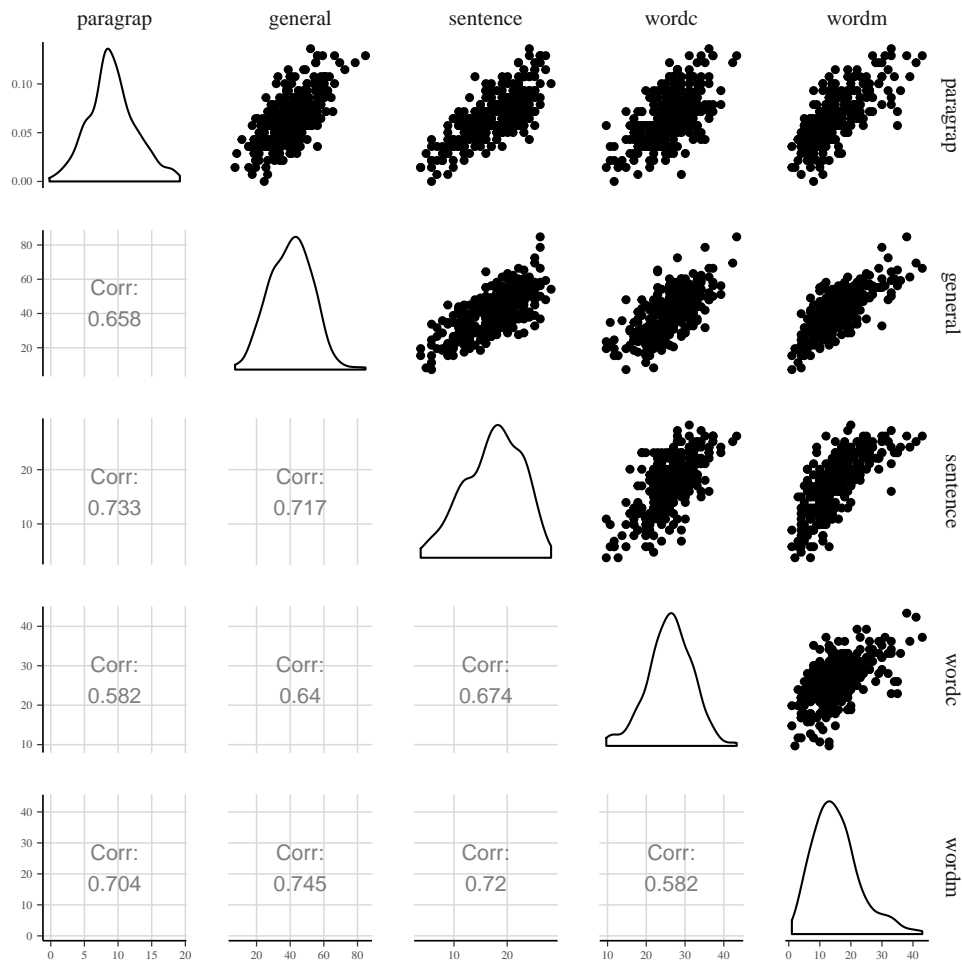 paragrap general sentence wordc wordm
0.10
0.05
0.00
paragrap
80
60
40
20
Corr:
0.658
general
20
10
Corr:
0.733
Corr:
0.717
sentence
40
30
20
10
Corr:
0.582
Corr:
0.64
Corr:
0.674
wordc
40
30
20
10
0
Corr:
0.704
Corr:
0.745
Corr:
0.72
Corr:
0.582
wordm
0 5 10 15 20 20 40 60 80 10 20 10 20 30 40 0 10 20 30 40